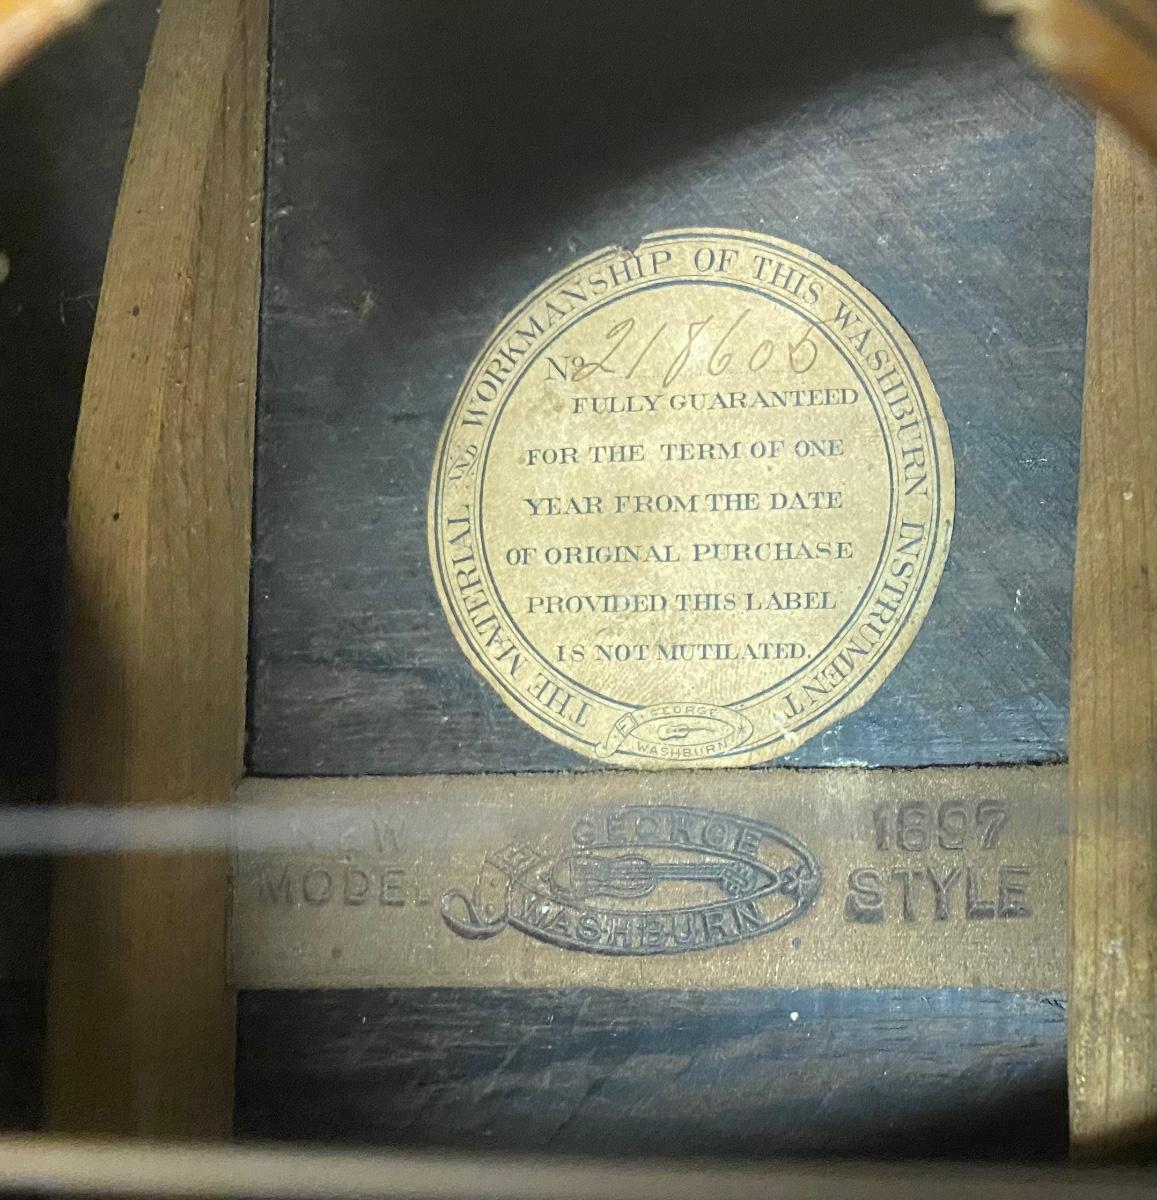 THE MATERIAL AND WORKMANSHIP OF THIS WASHBURN INSTRUMENT
No 218606
FULLY GUARANTEED
FOR THE TERM OF ONE
YEAR FROM THE DATE
OF ORIGINAL PURCHASE
PROVIDED THIS LABEL
IS NOT MUTILATED.
GEORGE
WASHBURN
NEW
MODEL
GEORGE
WASHBURN
1897
STYLE